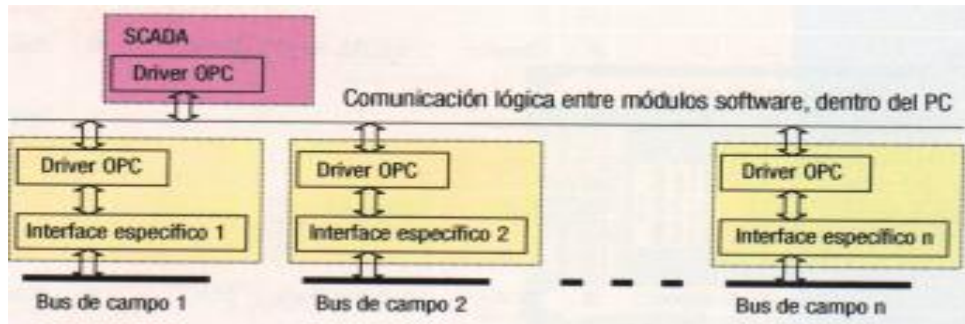 SCADA
Driver OPC
Comunicación lógica entre módulos software, dentro del PC
Driver OPC
Driver OPC
Driver OPC
Interface específico 1
Interface específico 2
Interface específico n
Bus de campo 1
Bus de campo 2
Bus de campo n